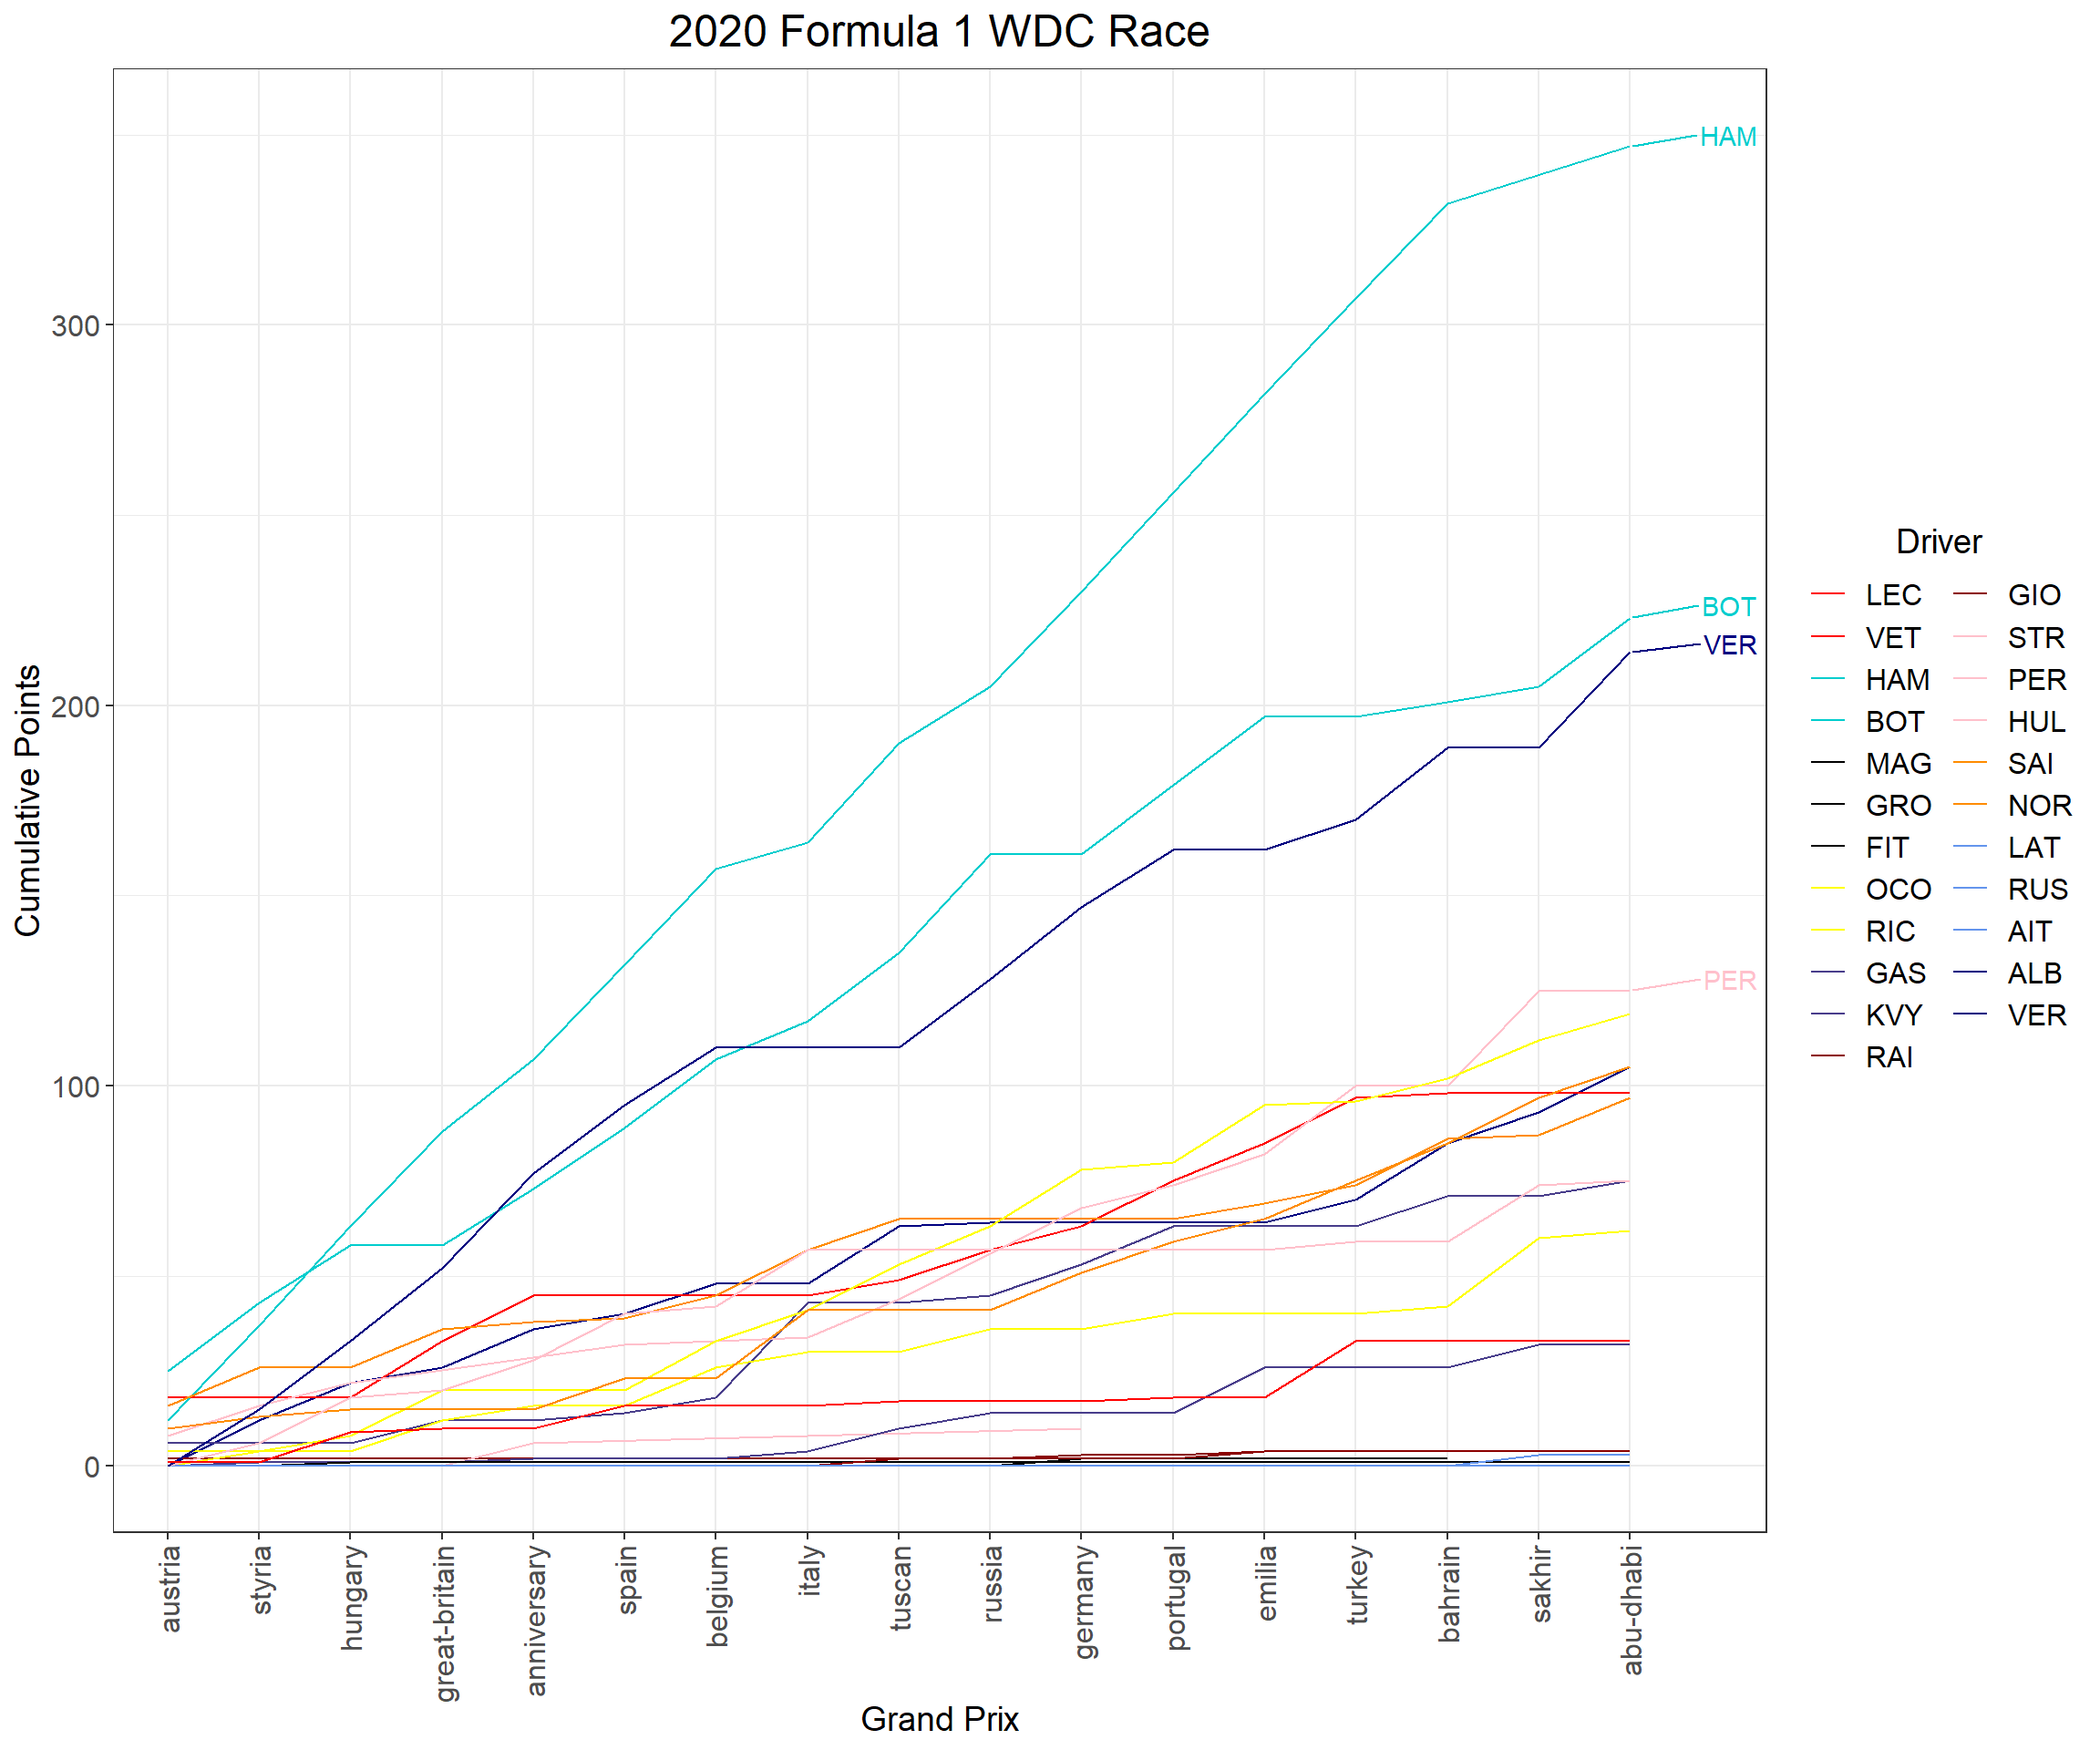 2020 Formula 1 WDC Race
Cumulative Points
300
200
100
0
HAM
BOT
VER
PER
austria
styria
hungary
great-britain
anniversary
spain
belgium
italy
tuscan
russia
germany
portugal
emilia
turkey
bahrain
sakhir
abu-dhabi
Grand Prix
Driver
LEC GIO
VET STR
HAM PER
BOT HUL
MAG SAI
GRO NOR
FIT LAT
OCO RUS
RIC AIT
GAS ALB
KVY VER
RAI